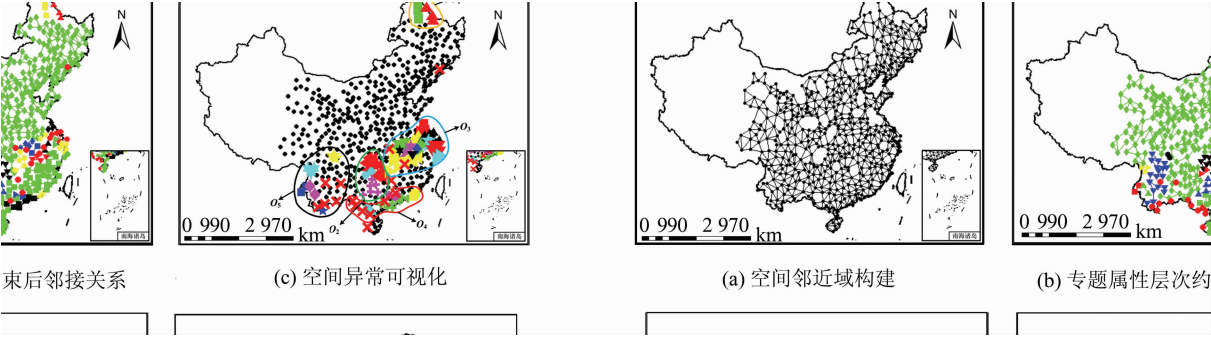 N
N
N
O₃
O₅
O₂
O₄
南海诸岛
南海诸岛
0 990 2 970 km
0 990 2 970 km
0 990 2 970 km
束后邻接关系
(c) 空间异常可视化
(a) 空间邻近域构建
(b) 专题属性层次约